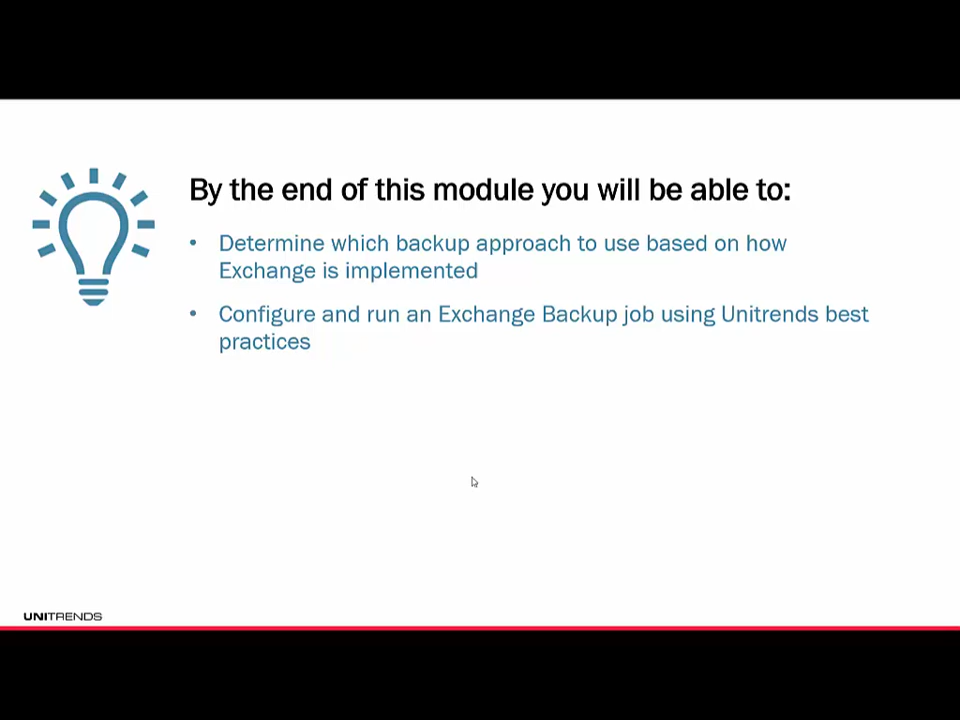 By the end of this module you will be able to:
• Determine which backup approach to use based on how
Exchange is implemented
• Configure and run an Exchange Backup job using Unitrends best
practices
UNITRENDS